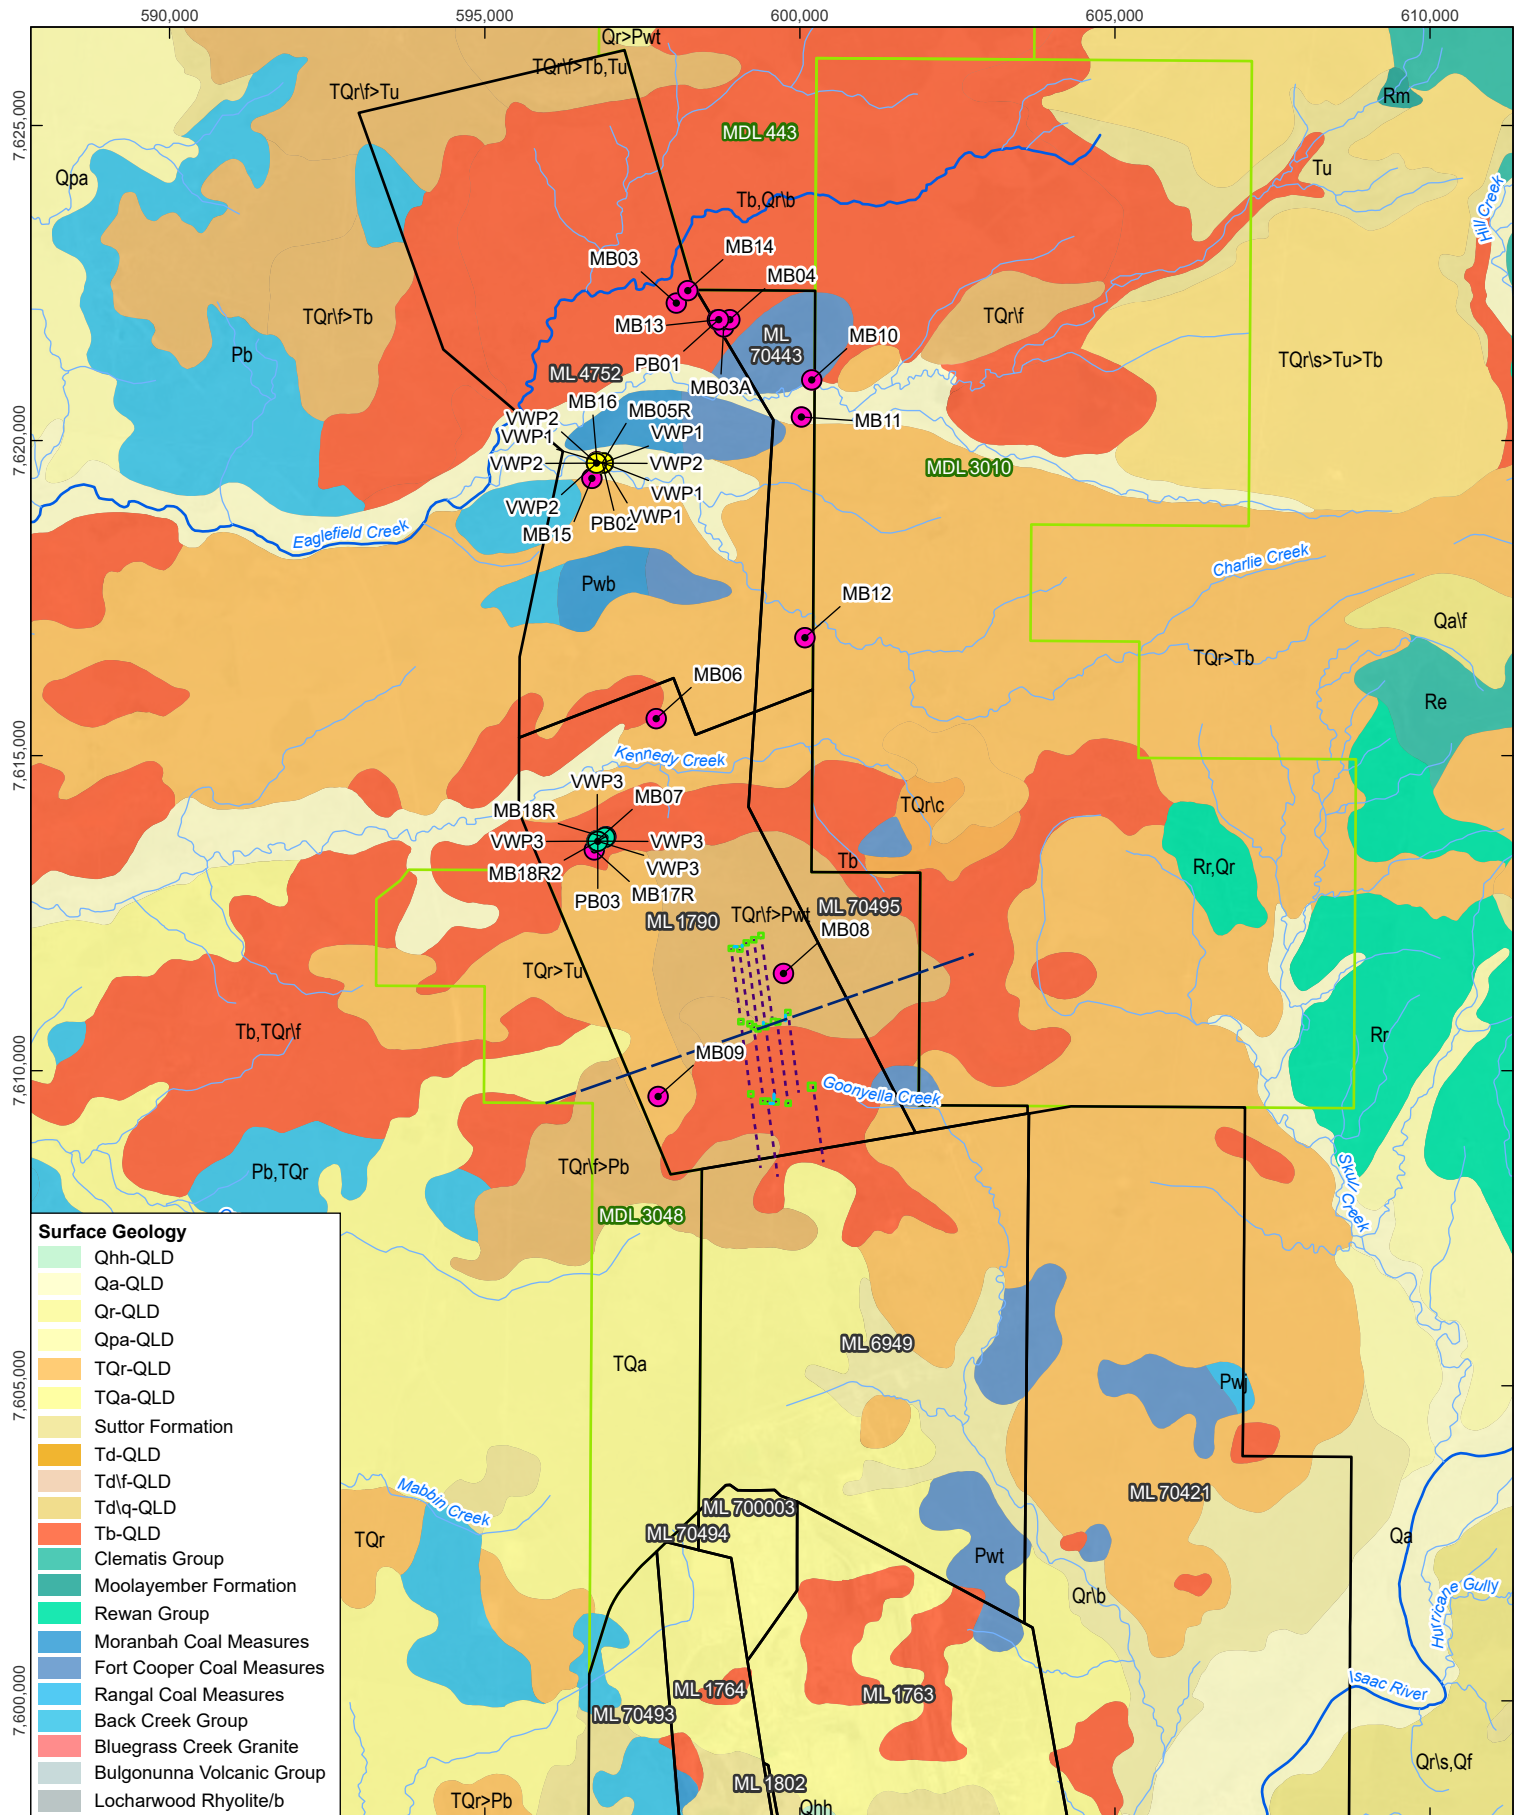 590,000
595,000
600,000
605,000
610,000
7,625,000
7,620,000
7,615,000
7,610,000
7,605,000
7,600,000
Qr>Pwt
TQr\f>Tb,Tu
TQr\f>Tu
Rm
MDL 443
Qpa
Tu
Tb,Qr\b
Hill Creek
MB14
MB03
MB04
TQr\f>Tb
TQr\f
MB13
ML
70443
MB10
Pb
PB01
TQr\s>Tu>Tb
ML 4752
MB03A
MB16
MB05R
VWP2
MB11
VWP1
VWP1
VWP2
VWP2
MDL 3010
VWP1
VWP2
PB02
VWP1
MB15
Eaglefield Creek
Charlie Creek
Pwb
MB12
Qa\f
TQr>Tb
MB06
Re
Kennedy Creek
VWP3
MB07
MB18R
TQr\c
VWP3
VWP3
Tb
Rr,Qr
MB18R2
VWP3
MB17R
PB03
ML 1790
TQr\f>Pwt
ML 70495
MB08
TQr>Tu
Tb,TQr\f
Rr
MB09
Goonyella Creek
Pb,TQr
TQr\f>Pb
Skull Creek
MDL 3048
ML 6949
TQa
Pwj
Mabbin Creek
ML 70421
ML 700003
ML 70494
TQr
Qa
Pwt
Qr\b
Hurricane Gully
Isaac River
ML 1764
ML 1763
ML 70493
Qr\s,Qf
ML 1802
TQr>Pb
Qhh
Surface Geology
Qhh-QLD
Qa-QLD
Qr-QLD
Qpa-QLD
TQr-QLD
TQa-QLD
Suttor Formation
Td-QLD
Td\f-QLD
Td\q-QLD
Tb-QLD
Clematis Group
Moolayember Formation
Rewan Group
Moranbah Coal Measures
Fort Cooper Coal Measures
Rangal Coal Measures
Back Creek Group
Bluegrass Creek Granite
Bulgonunna Volcanic Group
Locharwood Rhyolite/b